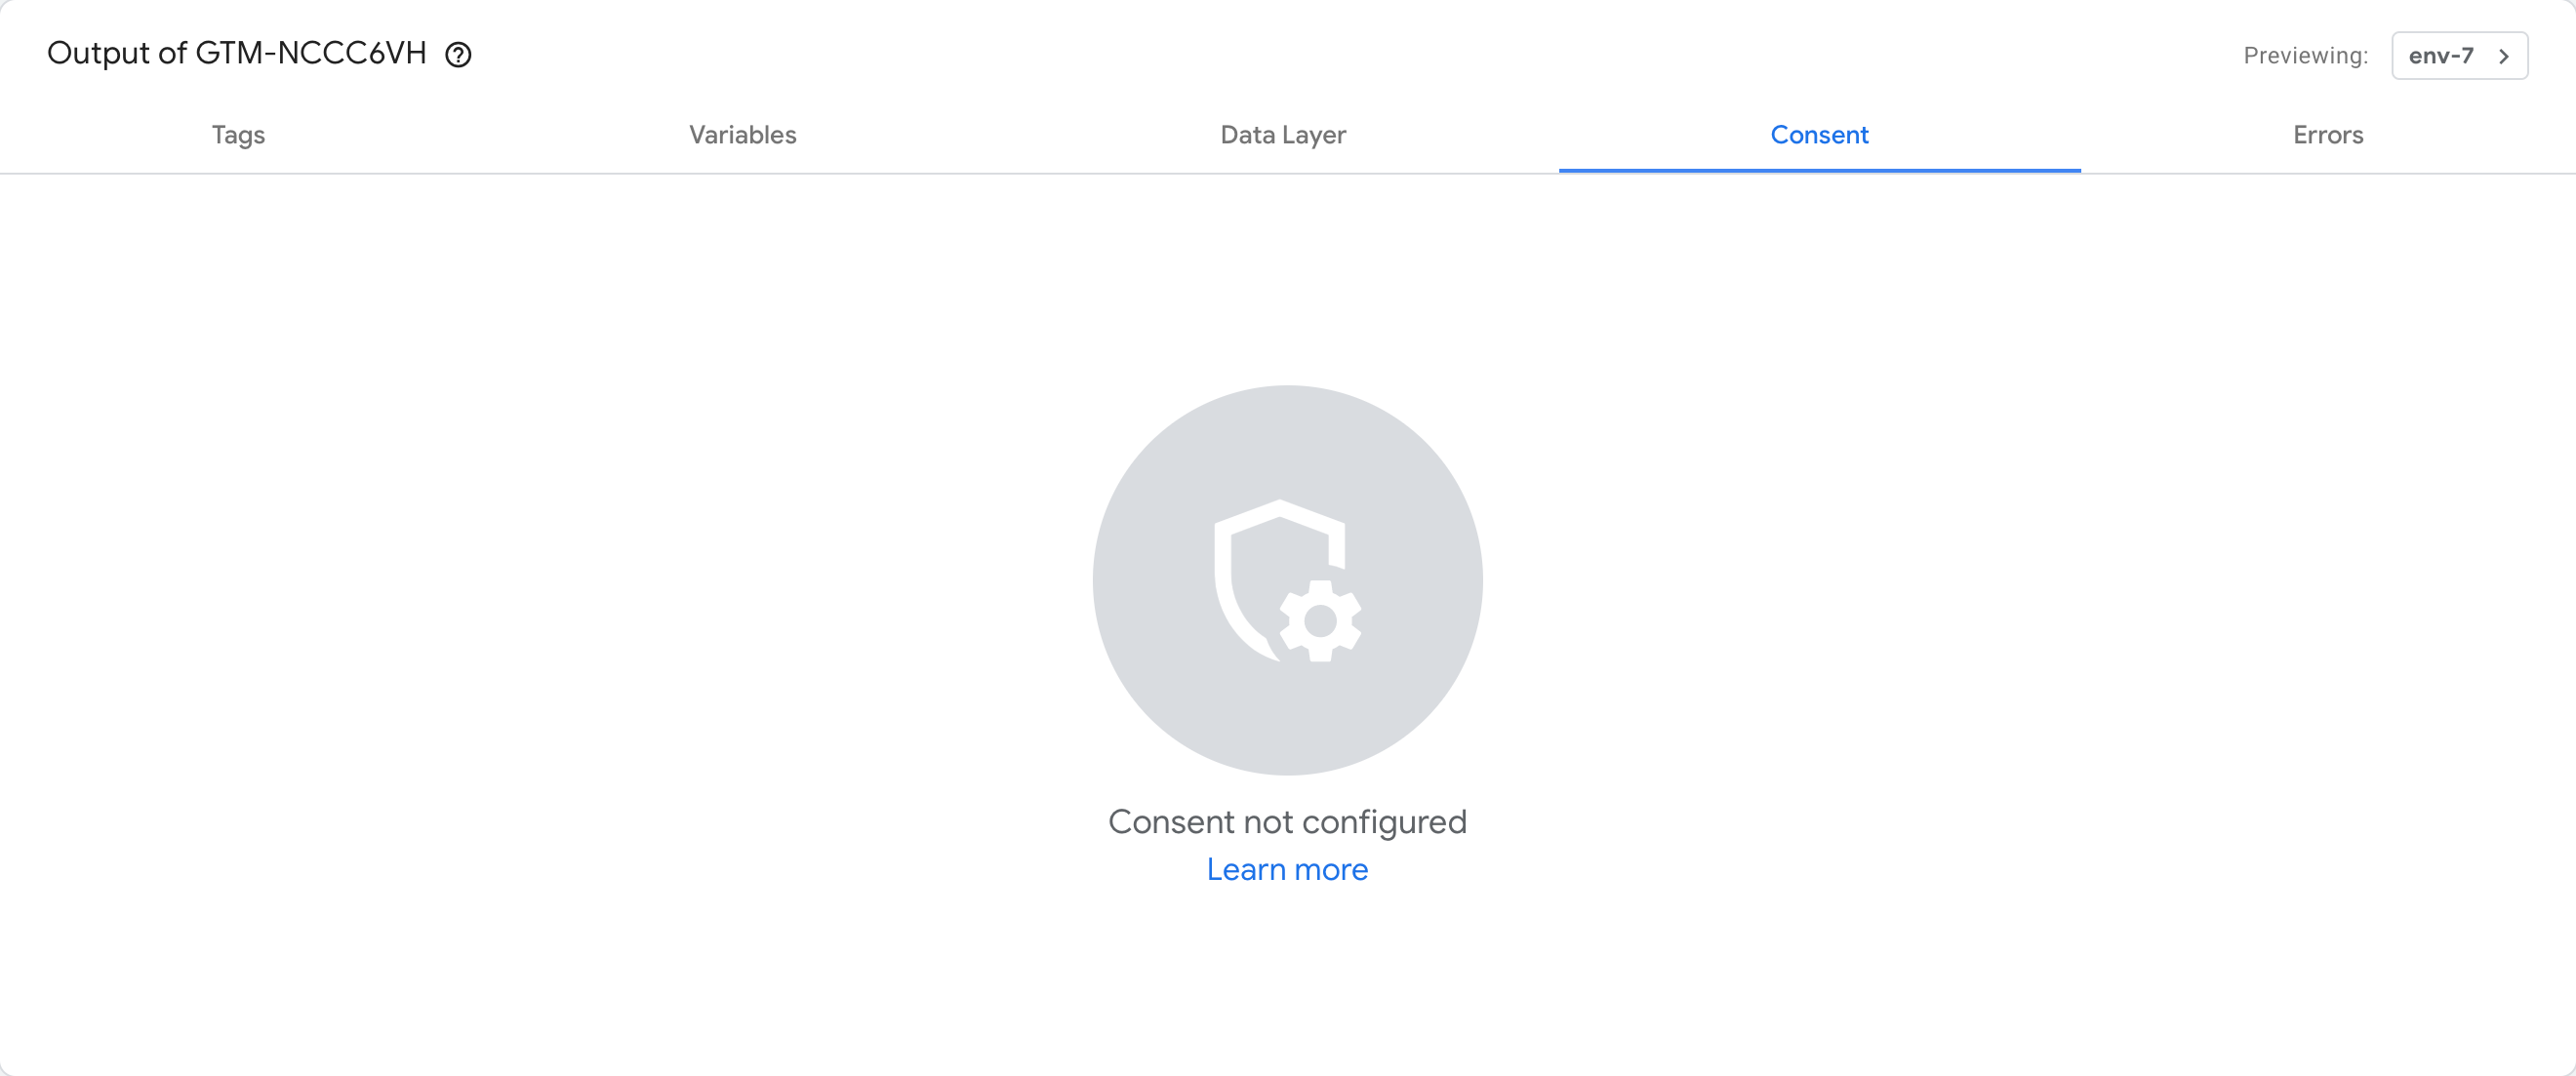 Output of GTM-NCCC6VH
Previewing: env-7
Tags Variables Data Layer Consent Errors
Consent not configured
Learn more